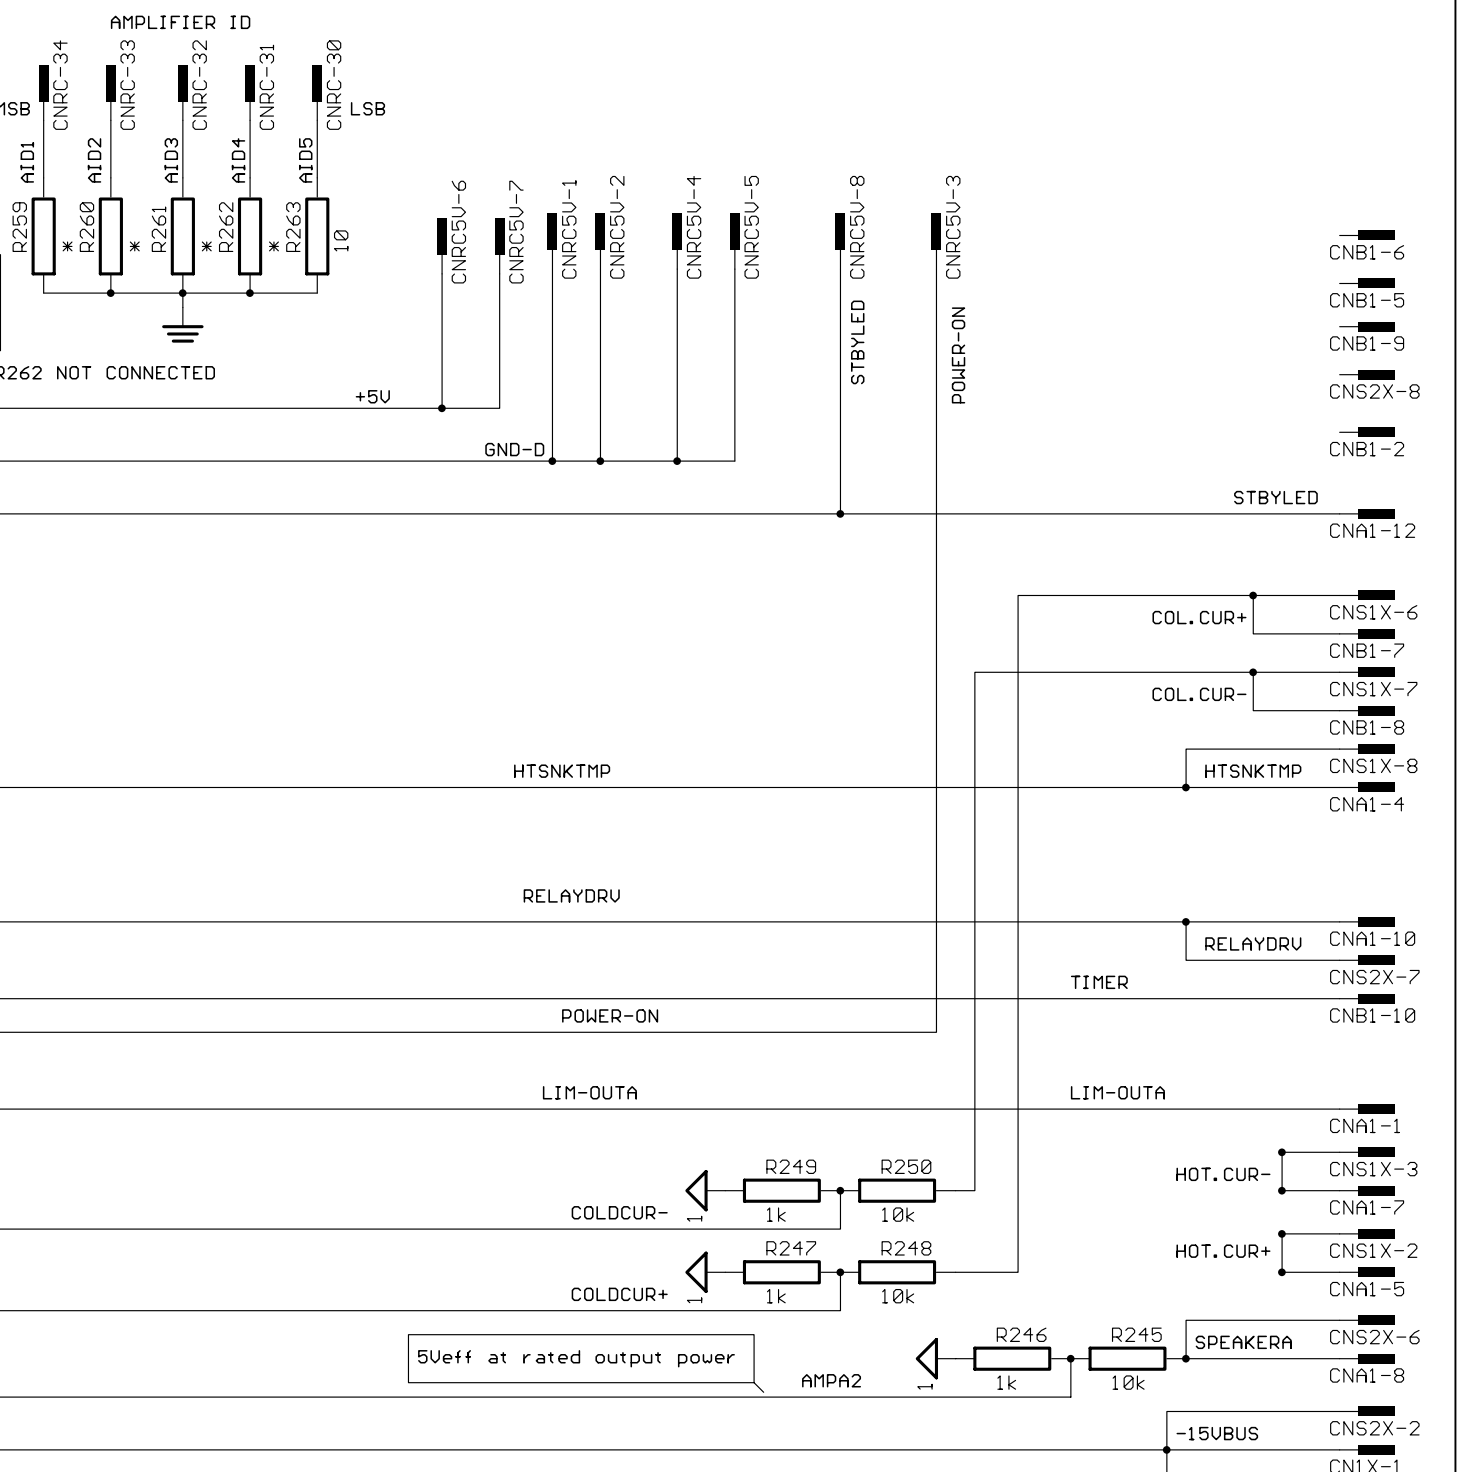 AMPLIFIER ID
CNRC-34
CNRC-33
CNRC-32
CNRC-31
CNRC-30
LSB
AID1
AID2
AID3
AID4
AID5
R259
*
R260
*
R261
*
R262
*
R263
10
CNRC5V-6
CNRC5V-7
CNRC5V-1
CNRC5V-2
CNRC5V-4
CNRC5V-5
CNRC5V-8
CNRC5V-3
STBYLED
POWER-ON
R262 NOT CONNECTED
+5V
GND-D
CNB1-6
CNB1-5
CNB1-9
CNS2X-8
CNB1-2
STBYLED
CNA1-12
CNS1X-6
COL.CUR+
CNB1-7
CNS1X-7
COL.CUR-
CNB1-8
CNS1X-8
HTSNKTMP
HTSNKTMP
CNA1-4
RELAYDRV
CNA1-10
RELAYDRV
CNS2X-7
TIMER
CNB1-10
POWER-ON
LIM-OUTA
LIM-OUTA
CNA1-1
R249
R250
HOT.CUR-
CNS1X-3
CNA1-7
COLDCUR-
1
1k
10k
R247
R248
HOT.CUR+
CNS1X-2
CNA1-5
COLDCUR+
1
1k
10k
R246
R245
SPEAKERA
CNS2X-6
5Veff at rated output power
AMPA2
1
1k
10k
CNA1-8
-15VBUS
CNS2X-2
CN1X-1